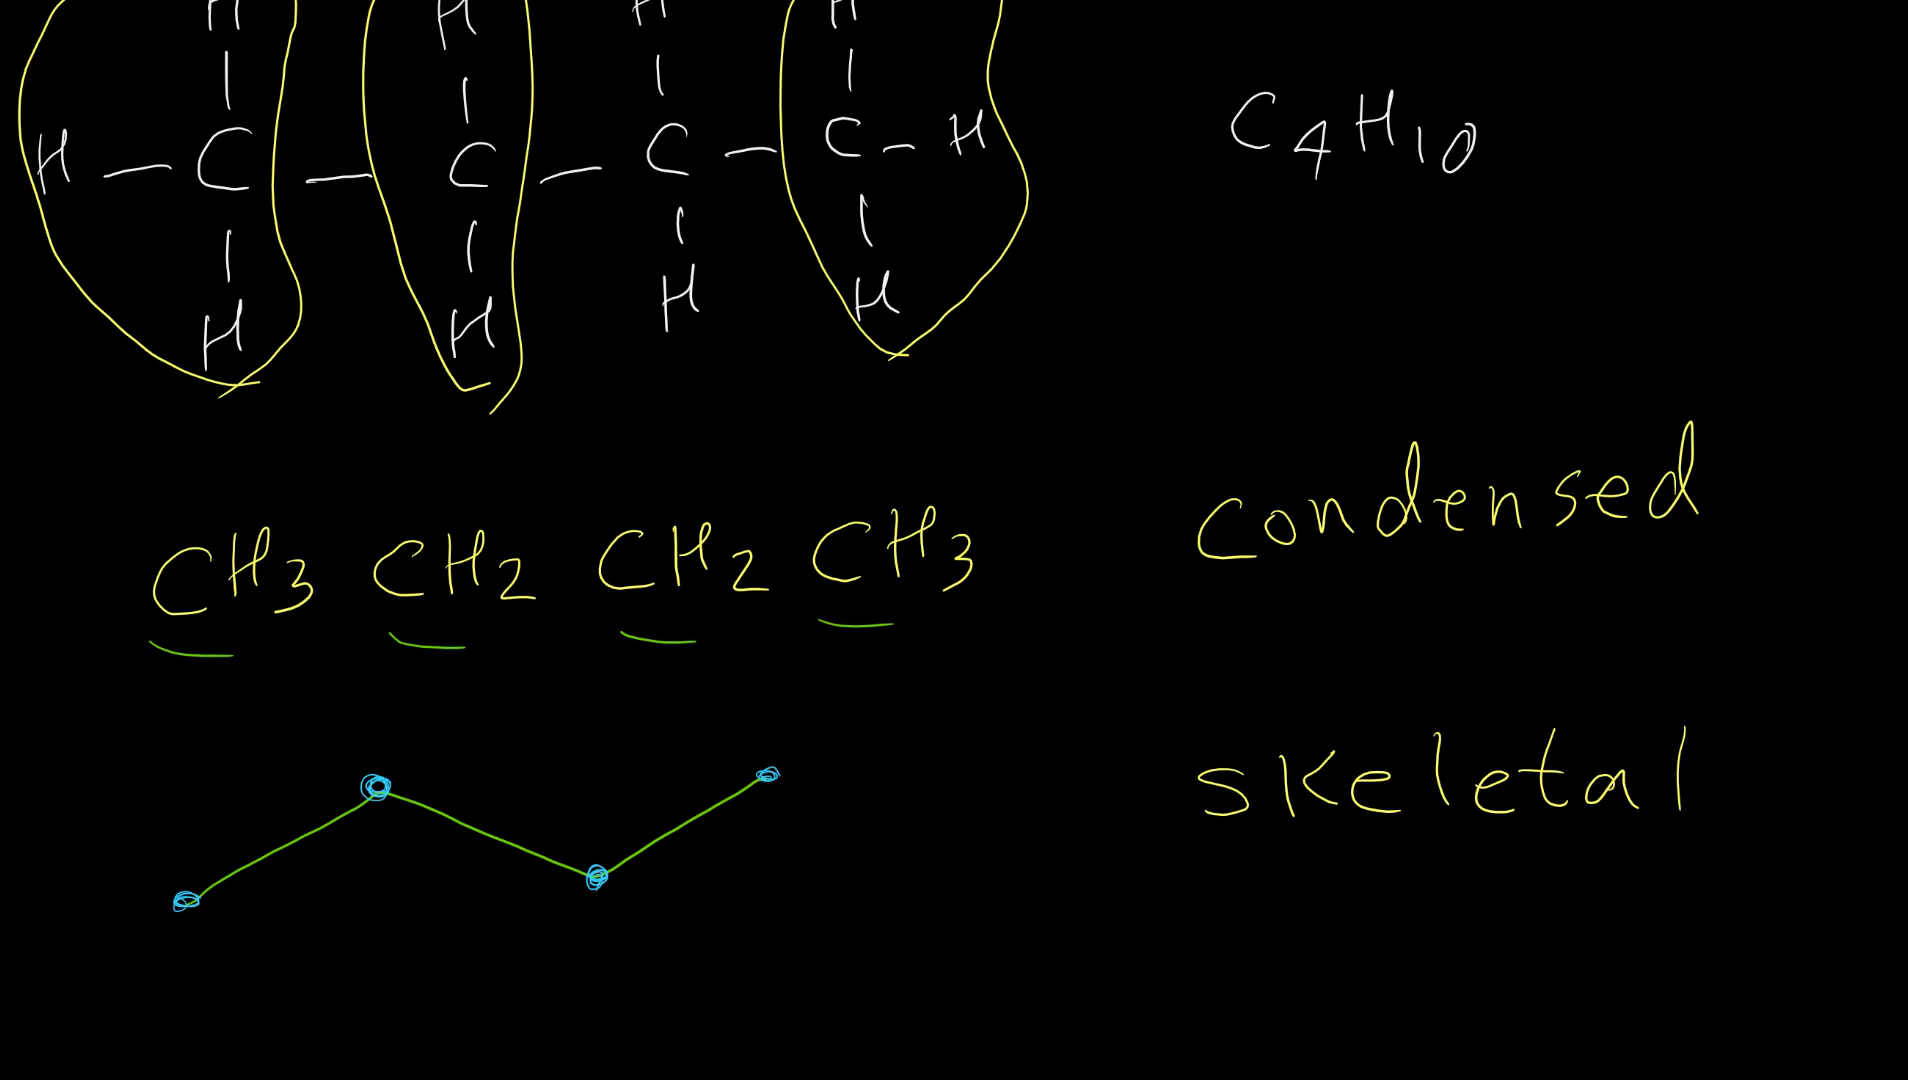 H H H H
H - C - C - C - C - H
H H H H
C4H10
CH3 CH2 CH2 CH3
condensed
skeletal